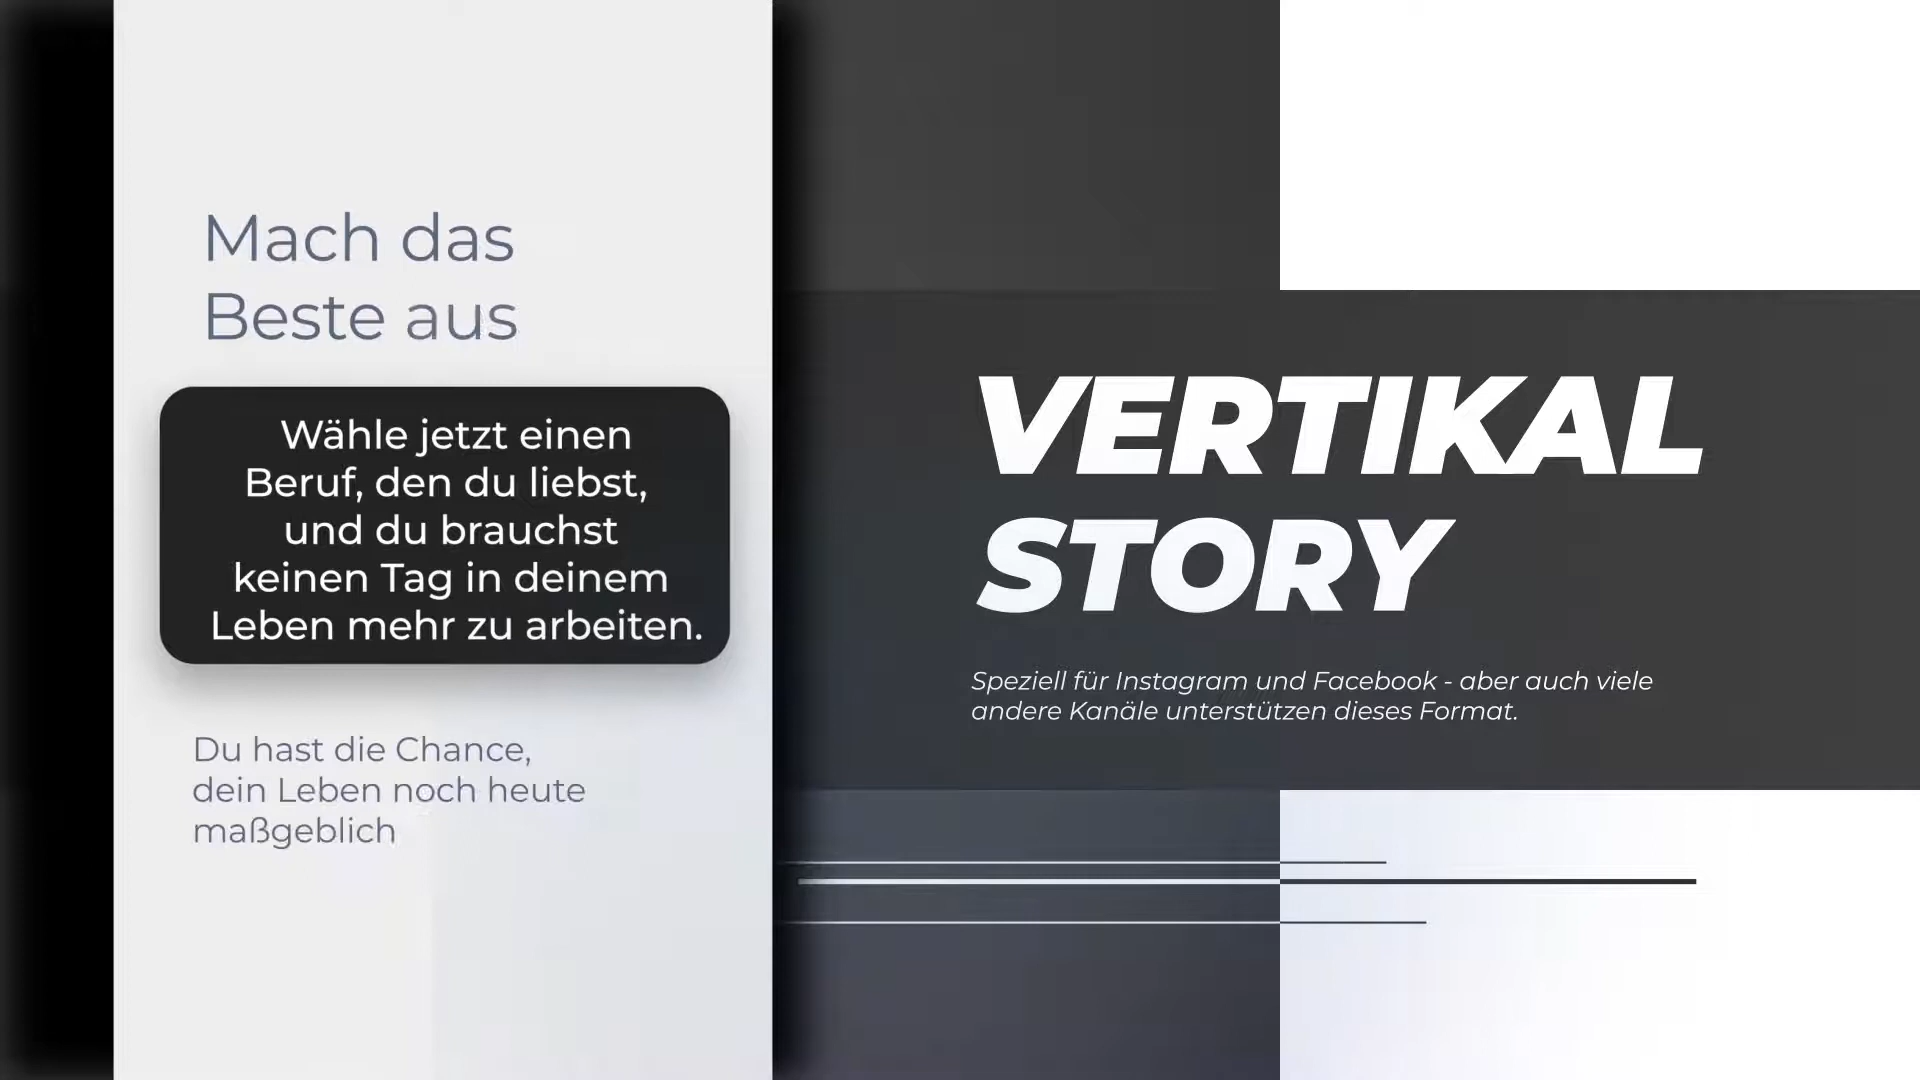 Mach das
Beste aus
Wähle jetzt einen
Beruf, den du liebst,
und du brauchst
keinen Tag in deinem
Leben mehr zu arbeiten.
Du hast die Chance,
dein Leben noch heute
maßgeblich
VERTIKAL
STORY
Speziell für Instagram und Facebook - aber auch viele
andere Kanäle unterstützen dieses Format.